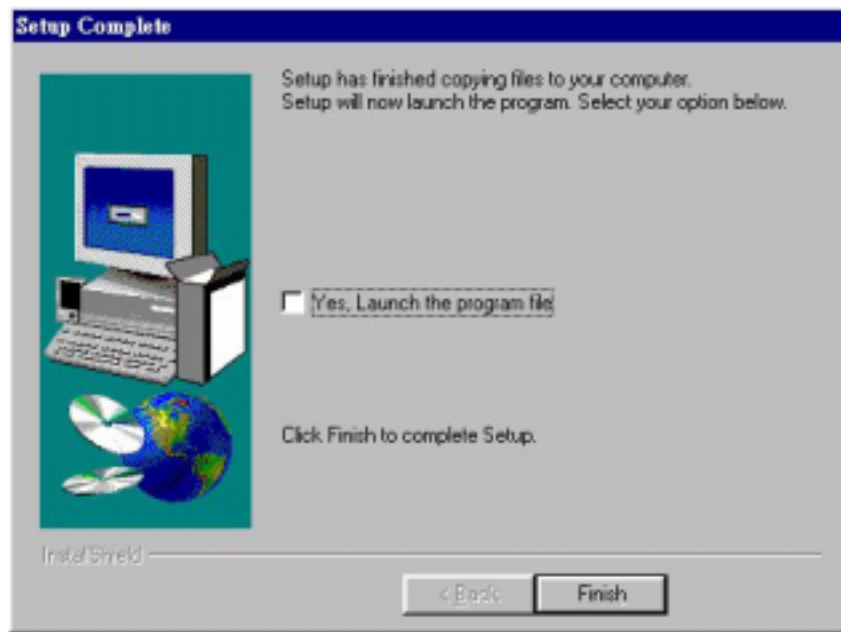 Setup Complete
Setup has finished copying files to your computer.
Setup will now launch the program. Select your option below.
Yes, Launch the program file
Click Finish to complete Setup.
InstallShield
< Back
Finish